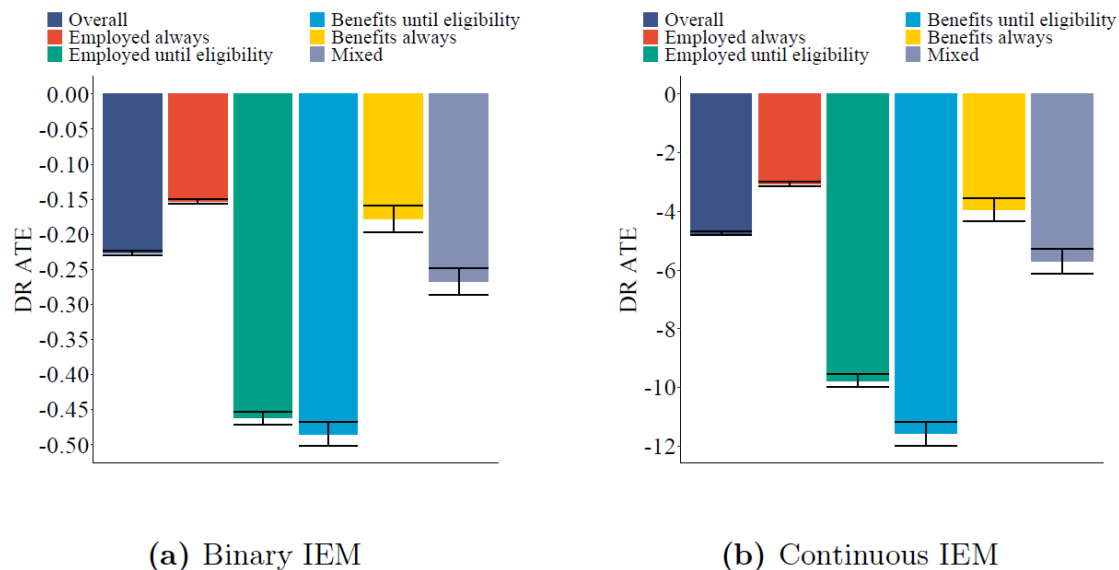 Overall
Benefits until eligibility
Employed always
Benefits always
Employed until eligibility
Mixed
0.00
-0.05
-0.10
-0.15
-0.20
-0.25
-0.30
-0.35
-0.40
-0.45
-0.50
DR ATE
(a) Binary IEM
Overall
Benefits until eligibility
Employed always
Benefits always
Employed until eligibility
Mixed
0
-2
-4
-6
-8
-10
-12
DR ATE
(b) Continuous IEM